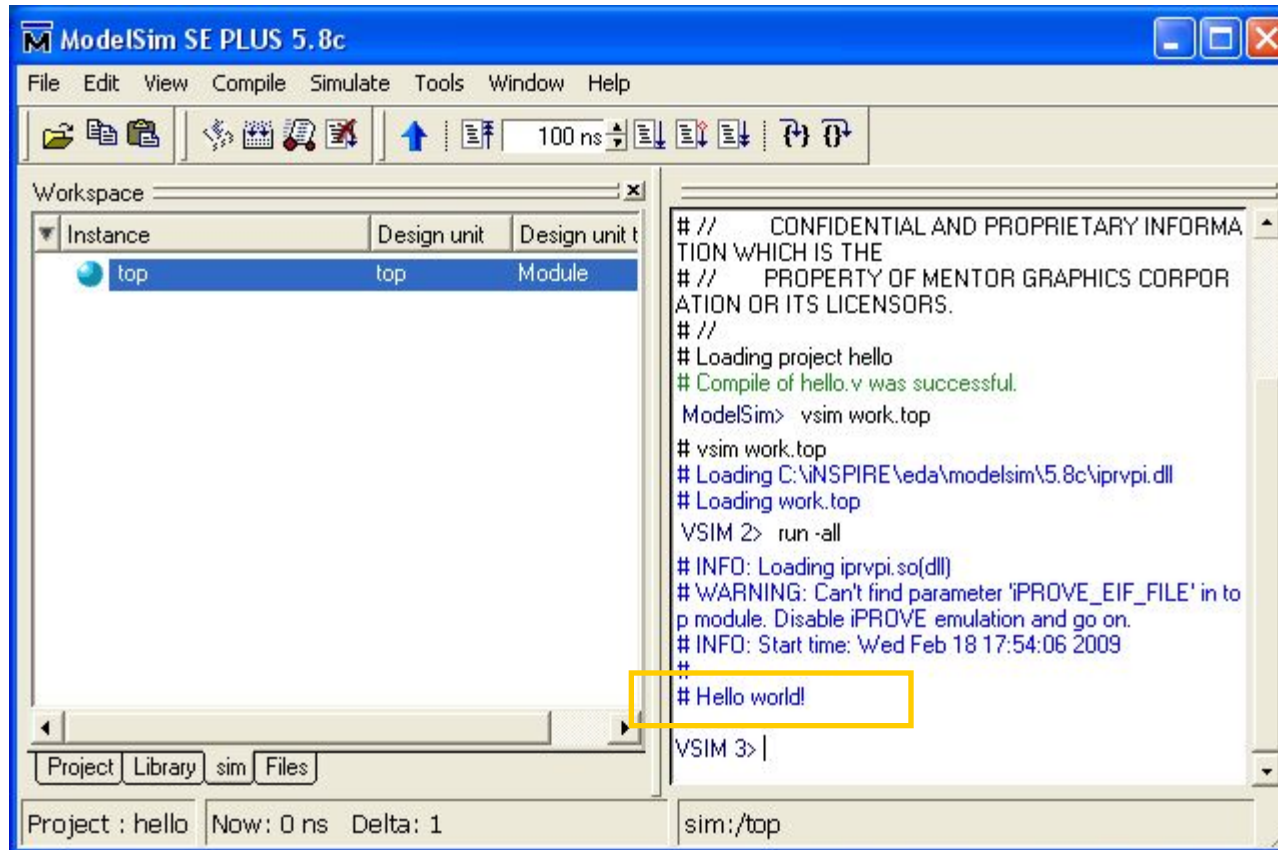 ModelSim SE PLUS 5.8c
File Edit View Compile Simulate Tools Window Help
100 ns
Workspace
Instance Design unit Design unit t
top top Module
Project Library sim Files
# // CONFIDENTIAL AND PROPRIETARY INFORMA
TION WHICH IS THE
# // PROPERTY OF MENTOR GRAPHICS CORPOR
ATION OR ITS LICENSORS.
# //
# Loading project hello
# Compile of hello.v was successful.
ModelSim> vsim work.top
# vsim work.top
# Loading C:\iNSPIRE\eda\modelsim\5.8c\iprvpi.dll
# Loading work.top
VSIM 2> run -all
# INFO: Loading iprvpi.so(dll)
# WARNING: Can't find parameter 'iPROVE_EIF_FILE' in to
p module. Disable iPROVE emulation and go on.
# INFO: Start time: Wed Feb 18 17:54:06 2009
#
# Hello world!
VSIM 3>
Project : hello Now: 0 ns Delta: 1 sim:/top